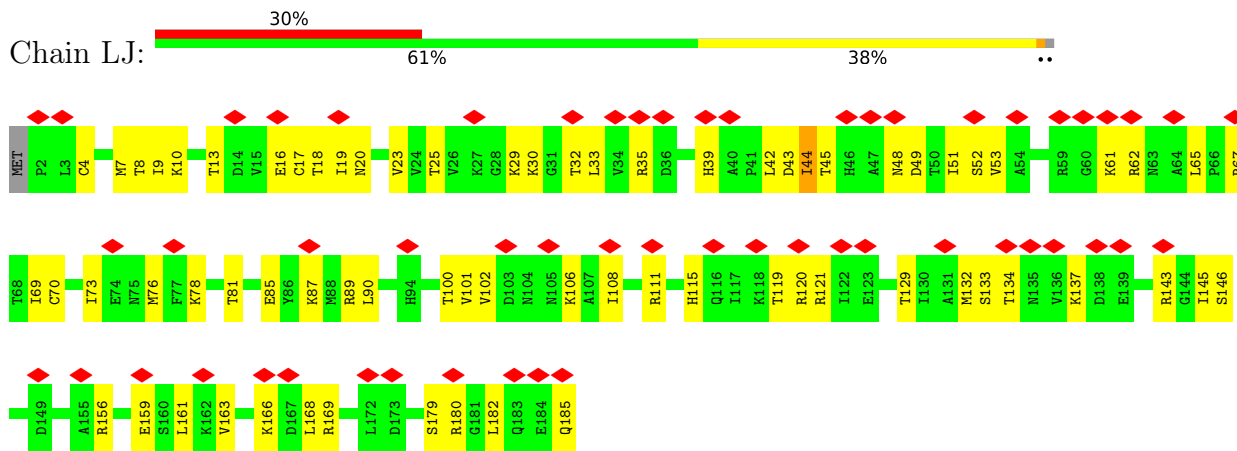 30%
Chain LJ:
61% 38% ..
MET P2 L3 C4 M7 T8 I9 K10 T13 D14 V15 E16 C17 T18 I19 N20 V23 V24 T25 V26 K27 G28 K29 K30 G31 T32 L33 V34 R35 D36 H39 A40 P41 L42 D43 I44 T45 H46 A47 N48 D49 T50 I51 S52 V53 A54 R59 G60 K61 R62 N63 A64 L65 P66
T68 I69 C70 I73 E74 N75 M76 F77 K78 T81 E85 Y86 K87 M88 R89 L90 H94 T100 V101 V102 D103 N104 N105 K106 A107 I108 R111 H115 Q116 I117 K118 T119 R120 R121 I122 E123 T129 I130 A131 M132 S133 T134 N135 V136 K137 D138 E139 R143 G144 I145 S146
D149 A155 R156 E159 S160 L161 K162 V163 K166 D167 L168 R169 L172 D173 S179 R180 G181 L182 Q183 E184 Q185